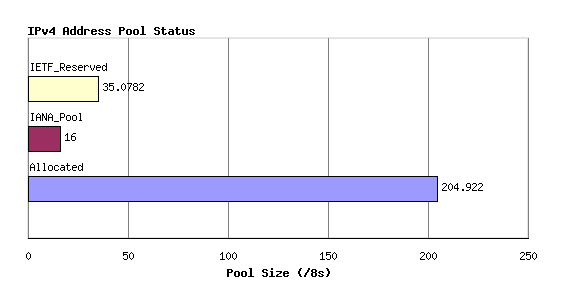 IPv4 Address Pool Status
IETF_Reserved
35.0782
IANA_Pool
16
Allocated
204.922
0 50 100 150 200 250
Pool Size (/8s)